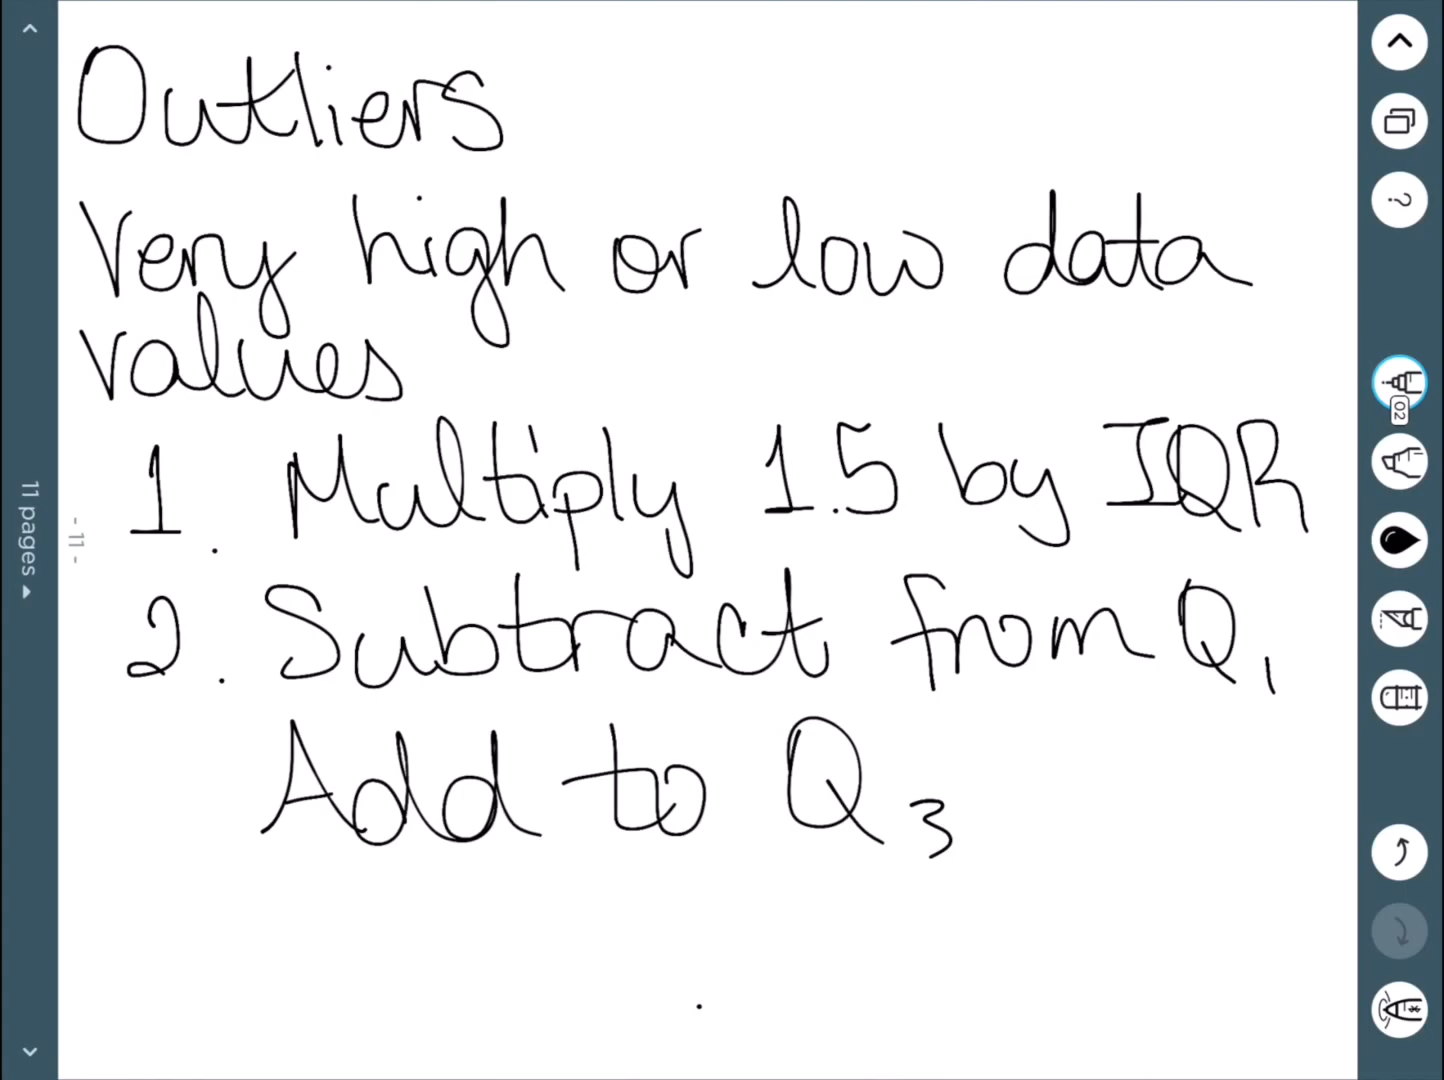 Outliers
Very high or low data
values
1. Multiply 1.5 by IQR
2. Subtract from Q1
Add to Q3
11 pages
- 11 -
?
02